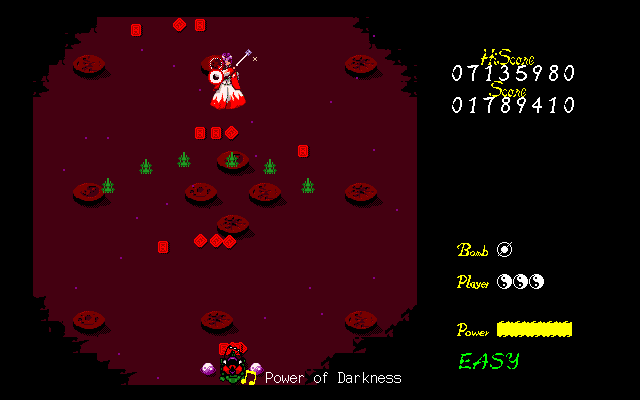 HiScore
07135980
Score
01789410
Bomb
Player
Power
EASY
♫ Power of Darkness